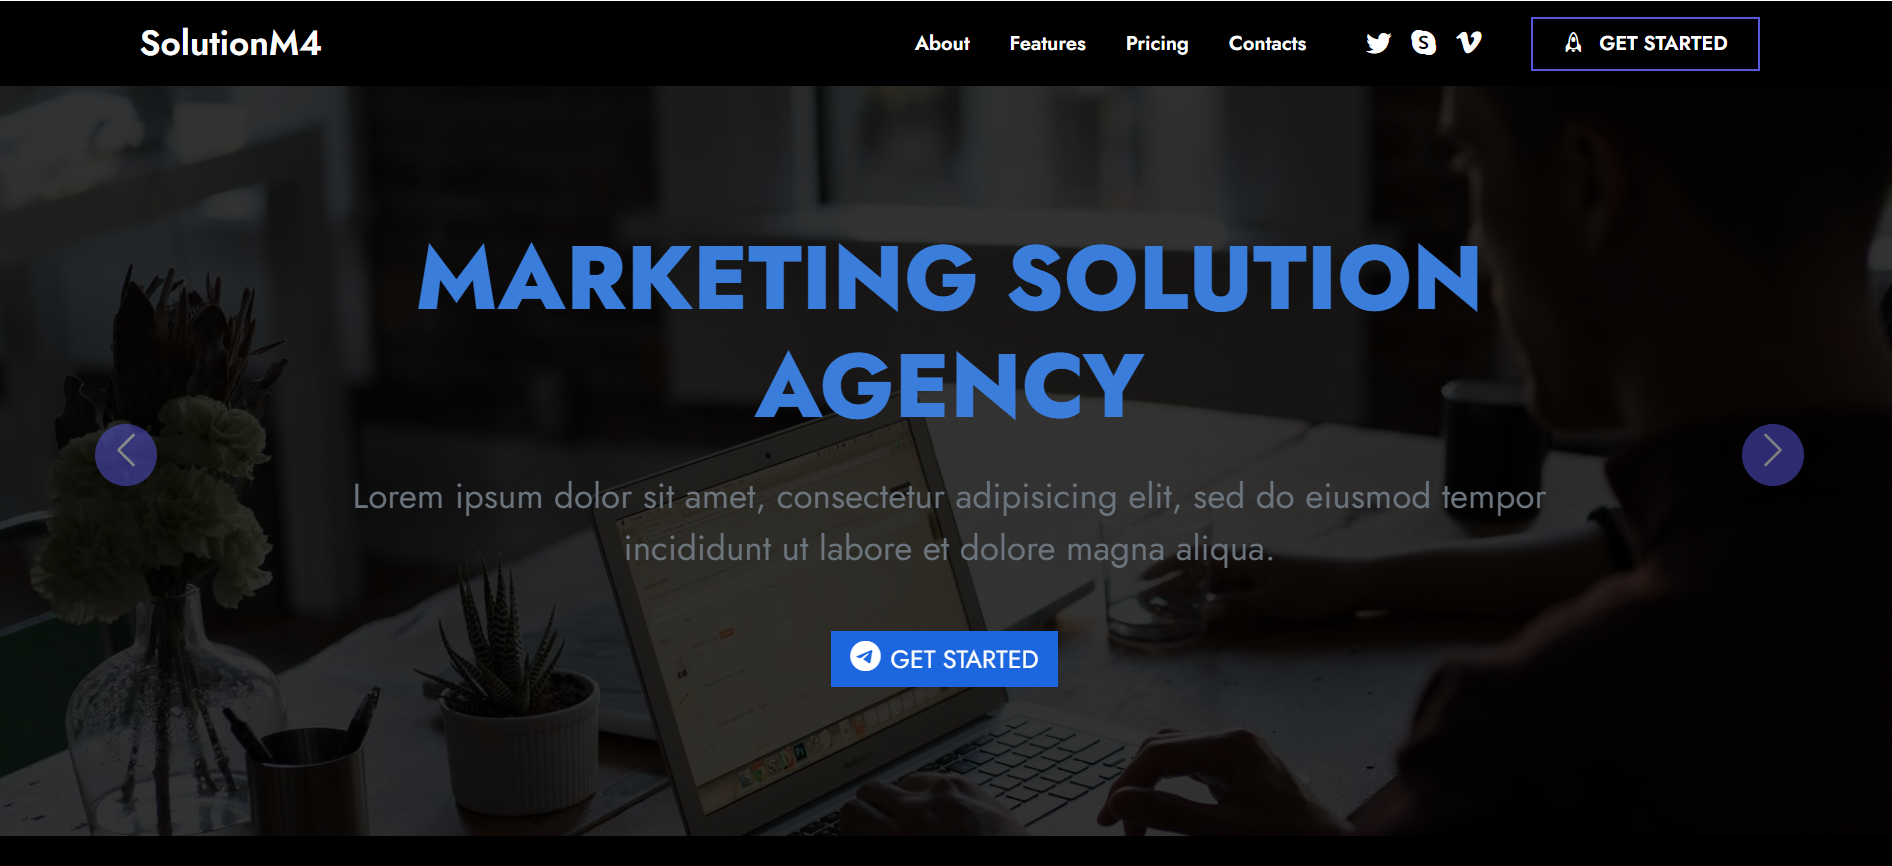 SolutionM4
About Features Pricing Contacts GET STARTED
MARKETING SOLUTION
AGENCY
Lorem ipsum dolor sit amet, consectetur adipisicing elit, sed do eiusmod tempor
incididunt ut labore et dolore magna aliqua.
GET STARTED